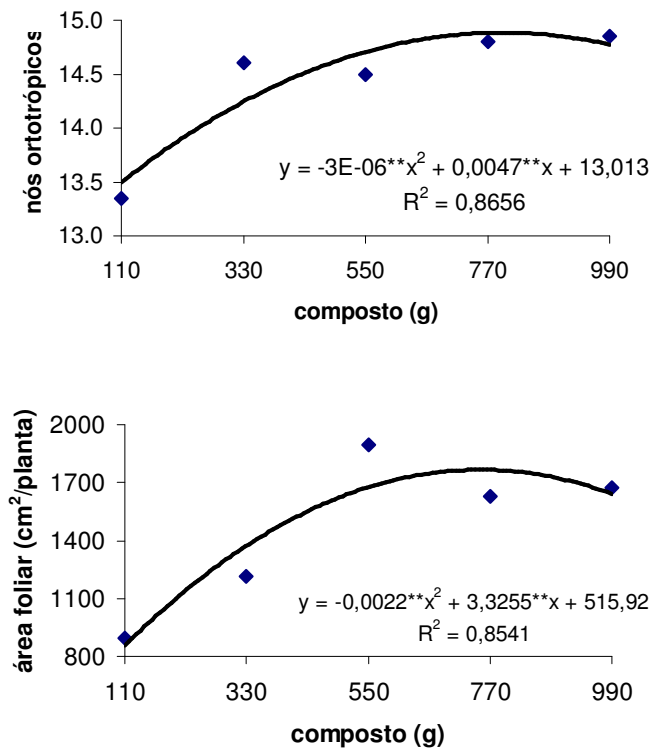 nós ortotrópicos
15.0
14.5
14.0
13.5
13.0
y = -3E-06**x² + 0,0047**x + 13,013
R² = 0,8656
110 330 550 770 990
composto (g)
área foliar (cm²/planta)
2000
1700
1400
1100
800
y = -0,0022**x² + 3,3255**x + 515,92
R² = 0,8541
110 330 550 770 990
composto (g)